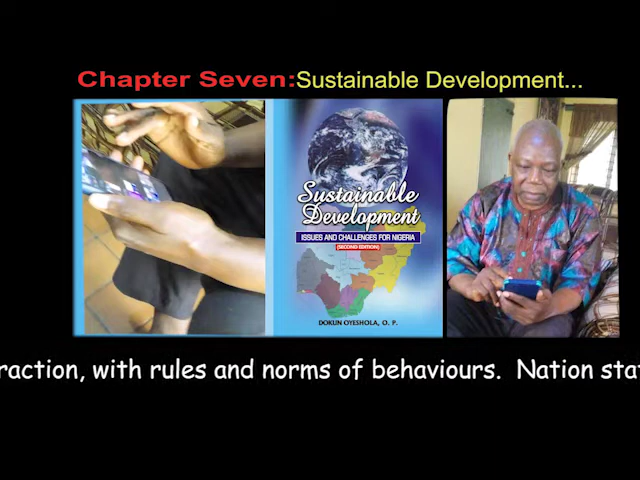 Chapter Seven:Sustainable Development...
Sustainable
Development
ISSUES AND CHALLENGES FOR NIGERIA
(SECOND EDITION)
DOKUN OYESHOLA, O. P.
raction, with rules and norms of behaviours. Nation stat